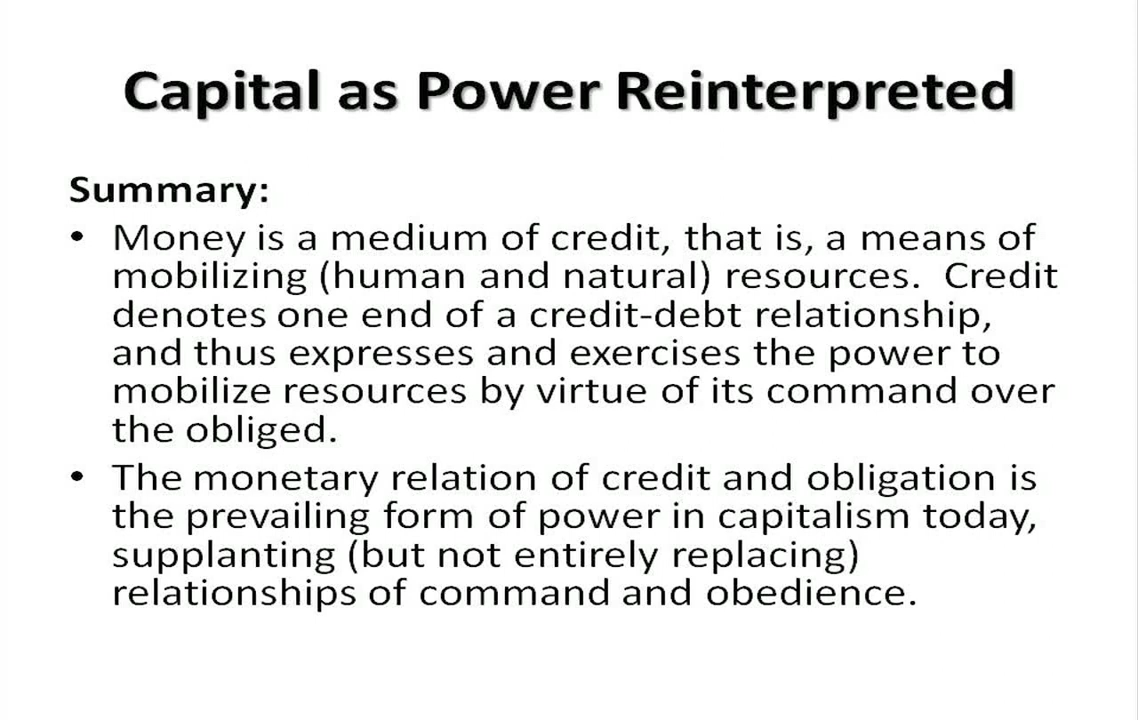 Capital as Power Reinterpreted
Summary:
• Money is a medium of credit, that is, a means of
mobilizing (human and natural) resources.  Credit
denotes one end of a credit-debt relationship,
and thus expresses and exercises the power to
mobilize resources by virtue of its command over
the obliged.
• The monetary relation of credit and obligation is
the prevailing form of power in capitalism today,
supplanting (but not entirely replacing)
relationships of command and obedience.